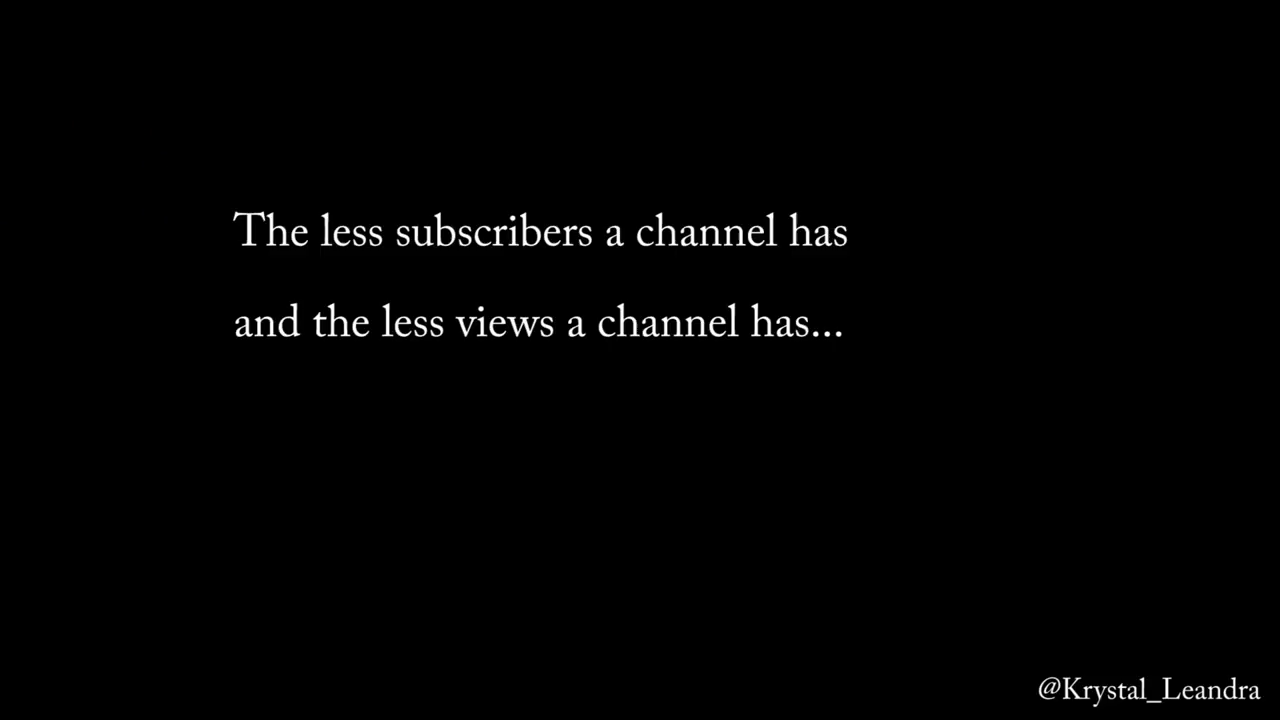 The less subscribers a channel has
and the less views a channel has...
@Krystal_Leandra